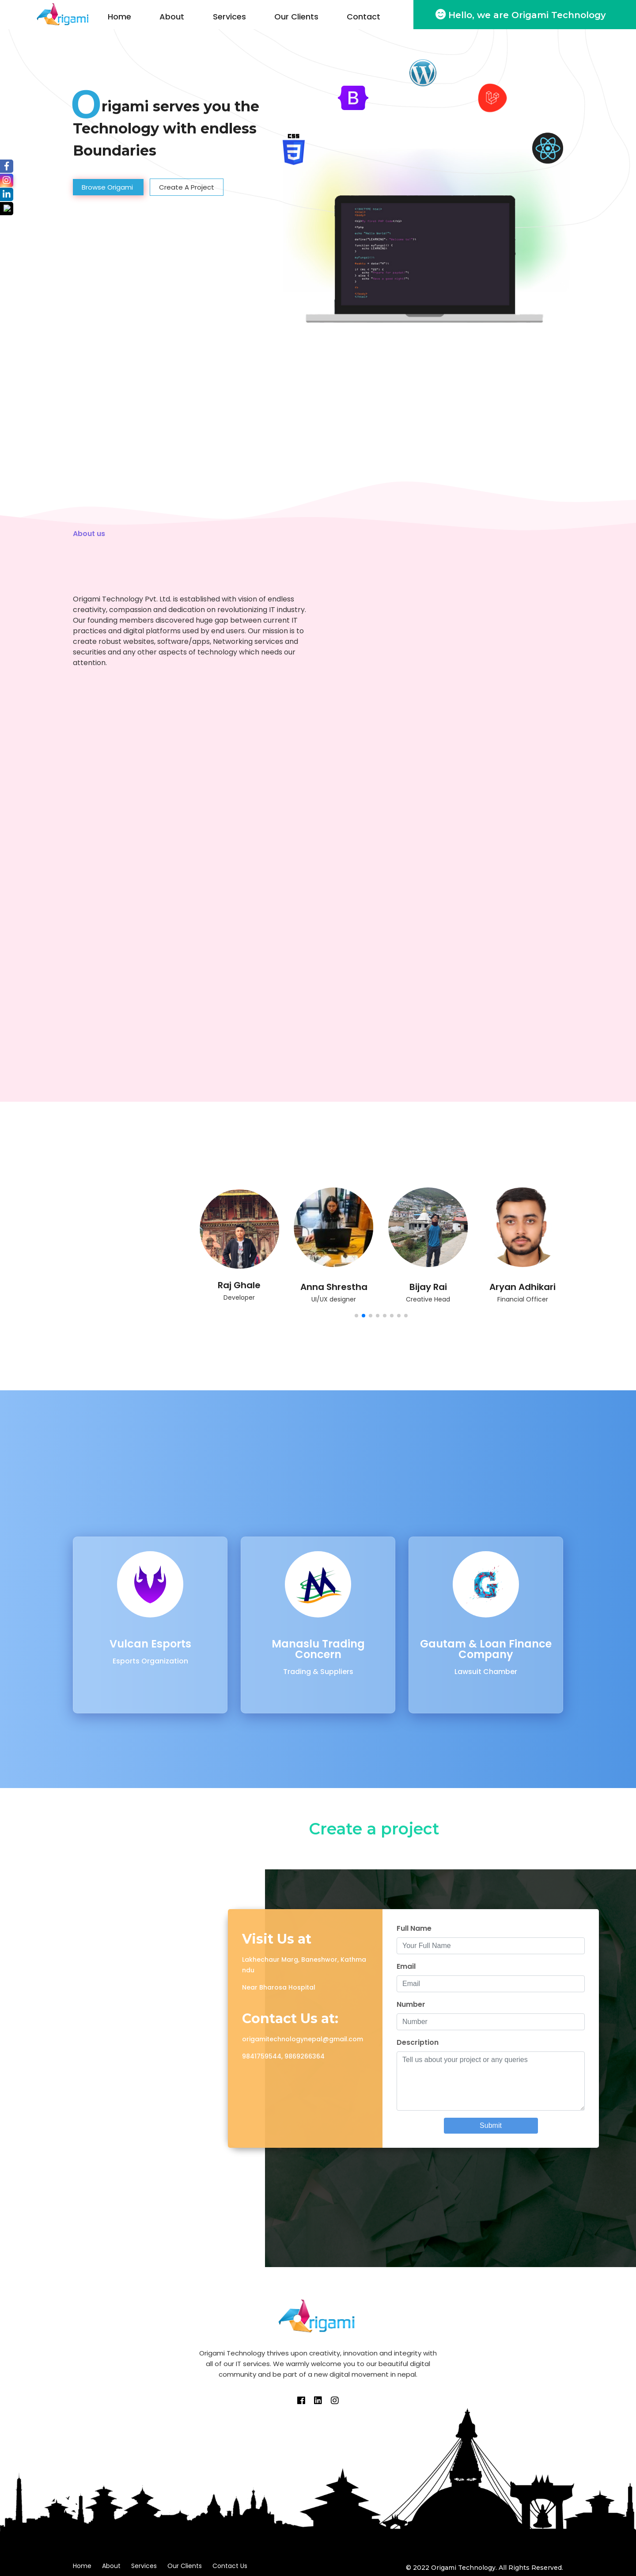 rigami
Home
About
Services
Our Clients
Contact
Hello, we are Origami Technology
Origami serves you the
Technology with endless
Boundaries
Browse Origami
Create A Project
CSS
About us
Origami Technology Pvt. Ltd. is established with vision of endless
creativity, compassion and dedication on revolutionizing IT industry.
Our founding members discovered huge gap between current IT
practices and digital platforms used by end users. Our mission is to
create robust websites, software/apps, Networking services and
securities and any other aspects of technology which needs our
attention.
Raj Ghale
Developer
Anna Shrestha
UI/UX designer
Bijay Rai
Creative Head
Aryan Adhikari
Financial Officer
Vulcan Esports
Esports Organization
Manaslu Trading
Concern
Trading & Suppliers
Gautam & Loan Finance
Company
Lawsuit Chamber
Create a project
Visit Us at
Lakhechaur Marg, Baneshwor, Kathma
ndu
Near Bharosa Hospital
Contact Us at:
origamitechnologynepal@gmail.com
9841759544, 9869266364
Full Name
Your Full Name
Email
Email
Number
Number
Description
Tell us about your project or any queries
Submit
rigami
Origami Technology thrives upon creativity, innovation and integrity with
all of our IT services. We warmly welcome you to our beautiful digital
community and be part of a new digital movement in nepal.
Home
About
Services
Our Clients
Contact Us
© 2022 Origami Technology. All Rights Reserved.